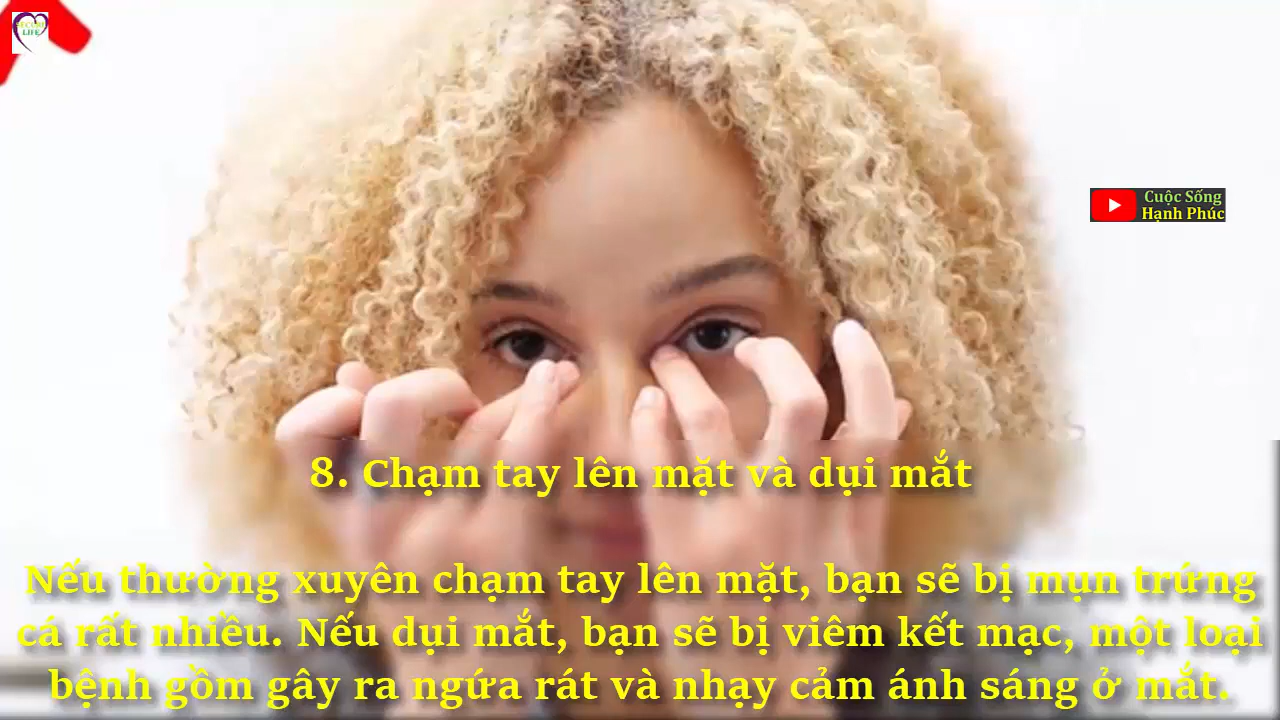 SECOND
LIFE
Cuộc Sống
Hạnh Phúc
8. Chạm tay lên mặt và dụi mắt
Nếu thường xuyên chạm tay lên mặt, bạn sẽ bị mụn trứng
cá rất nhiều. Nếu dụi mắt, bạn sẽ bị viêm kết mạc, một loại
bệnh gồm gây ra ngứa rát và nhạy cảm ánh sáng ở mắt.